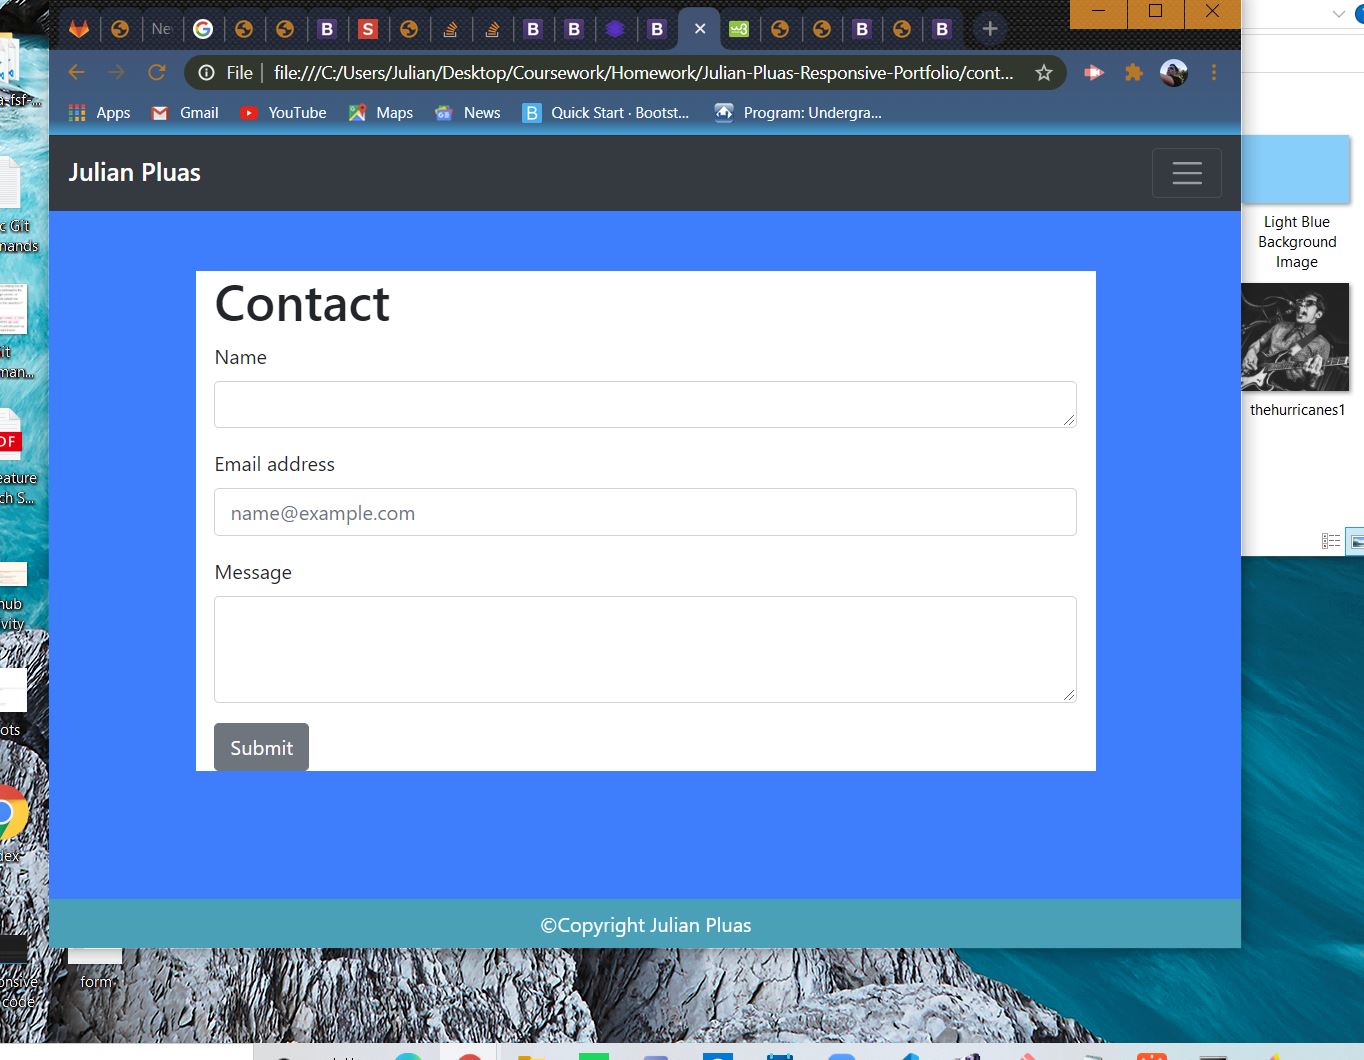 Ne
File
file:///C:/Users/Julian/Desktop/Coursework/Homework/Julian-Pluas-Responsive-Portfolio/cont...
Apps
Gmail
YouTube
Maps
News
Quick Start · Bootst...
Program: Undergra...
Julian Pluas
Contact
Name
Email address
name@example.com
Message
Submit
©Copyright Julian Pluas
Light Blue
Background
Image
thehurricanes1
a-fsf-...
c Git
mands
it
man...
DF
eature
ch S...
hub
vity
ots
dex
onsive
code
form